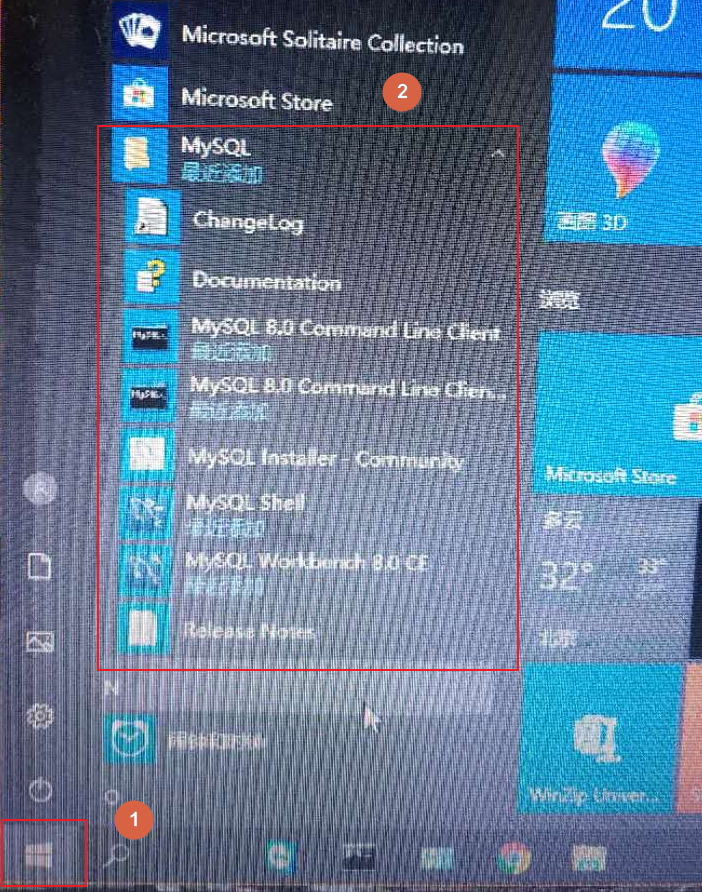 20
Microsoft Solitaire Collection
Microsoft Store
2
MySQL
最近添加
ChangeLog
画图 3D
Documentation
浏览
MySQL 8.0 Command Line Client
最近添加
MySQL 8.0 Command Line Clien...
最近添加
MySQL Installer - Community
Microsoft Store
MySQL Shell
最近添加
多云
MySQL Workbench 8.0 CE
最近添加
32°
33°
Release Notes
北京
N
闹钟和时钟
WinZip Univer...
O
1